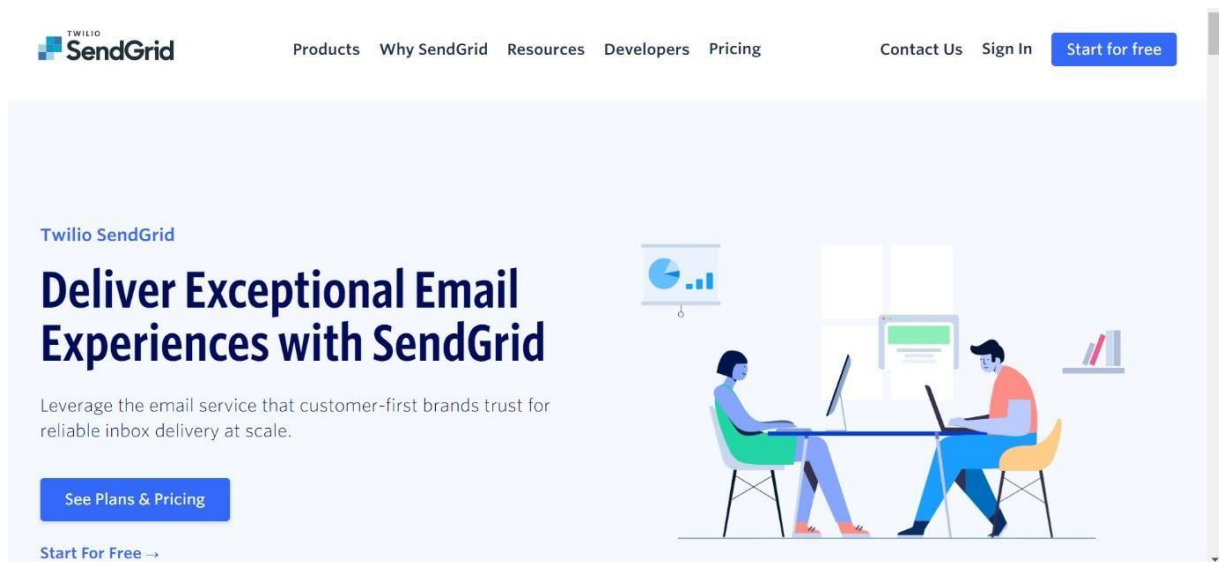 TWILIO
SendGrid
Products Why SendGrid Resources Developers Pricing Contact Us Sign In Start for free
Twilio SendGrid
Deliver Exceptional Email
Experiences with SendGrid
Leverage the email service that customer-first brands trust for
reliable inbox delivery at scale.
See Plans & Pricing
Start For Free →